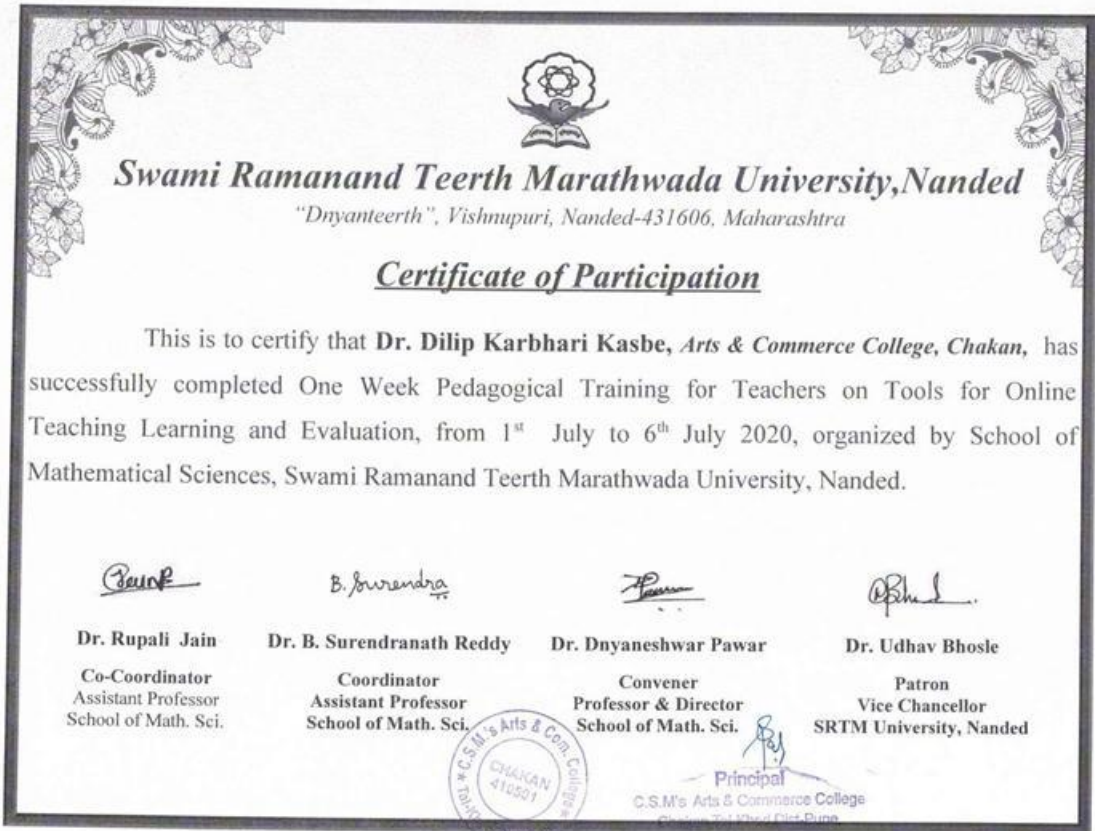 Swami Ramanand Teerth Marathwada University,Nanded
"Dnyanteerth", Vishnupuri, Nanded-431606, Maharashtra
Certificate of Participation
This is to certify that Dr. Dilip Karbhari Kasbe, Arts & Commerce College, Chakan, has
successfully completed One Week Pedagogical Training for Teachers on Tools for Online
Teaching Learning and Evaluation, from 1st July to 6th July 2020, organized by School of
Mathematical Sciences, Swami Ramanand Teerth Marathwada University, Nanded.
B. Surendra
Dr. Rupali Jain
Co-Coordinator
Assistant Professor
School of Math. Sci.
Dr. B. Surendranath Reddy
Coordinator
Assistant Professor
School of Math. Sci.
Dr. Dnyaneshwar Pawar
Convener
Professor & Director
School of Math. Sci.
Dr. Udhav Bhosle
Patron
Vice Chancellor
SRTM University, Nanded
C.S.M.'s Arts & Com. College
CHAKAN
410501
Principal
C.S.M's Arts & Commerce College